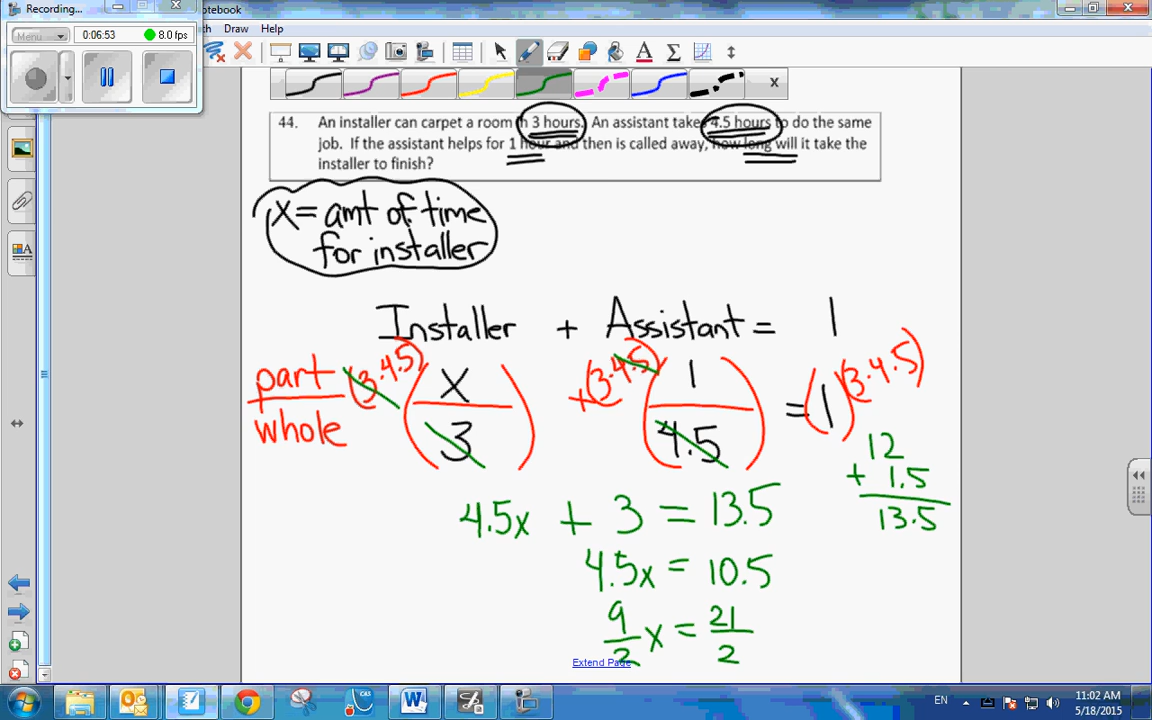 Recording...
Notebook
Menu
0:06:53
8.0 fps
Draw
Help
x
44. An installer can carpet a room in 3 hours. An assistant takes 4.5 hours to do the same
job. If the assistant helps for 1 hour and then is called away, how long will it take the
installer to finish?
x = amt of time
for installer
Installer + Assistant = 1
part
whole
(3·4.5) (x/3) + (3·4.5) (1/4.5) = (1)(3·4.5)
12
+ 1.5
13.5
4.5x + 3 = 13.5
4.5x = 10.5
9/2 x = 21/2
Extend Page
EN
11:02 AM
5/18/2015